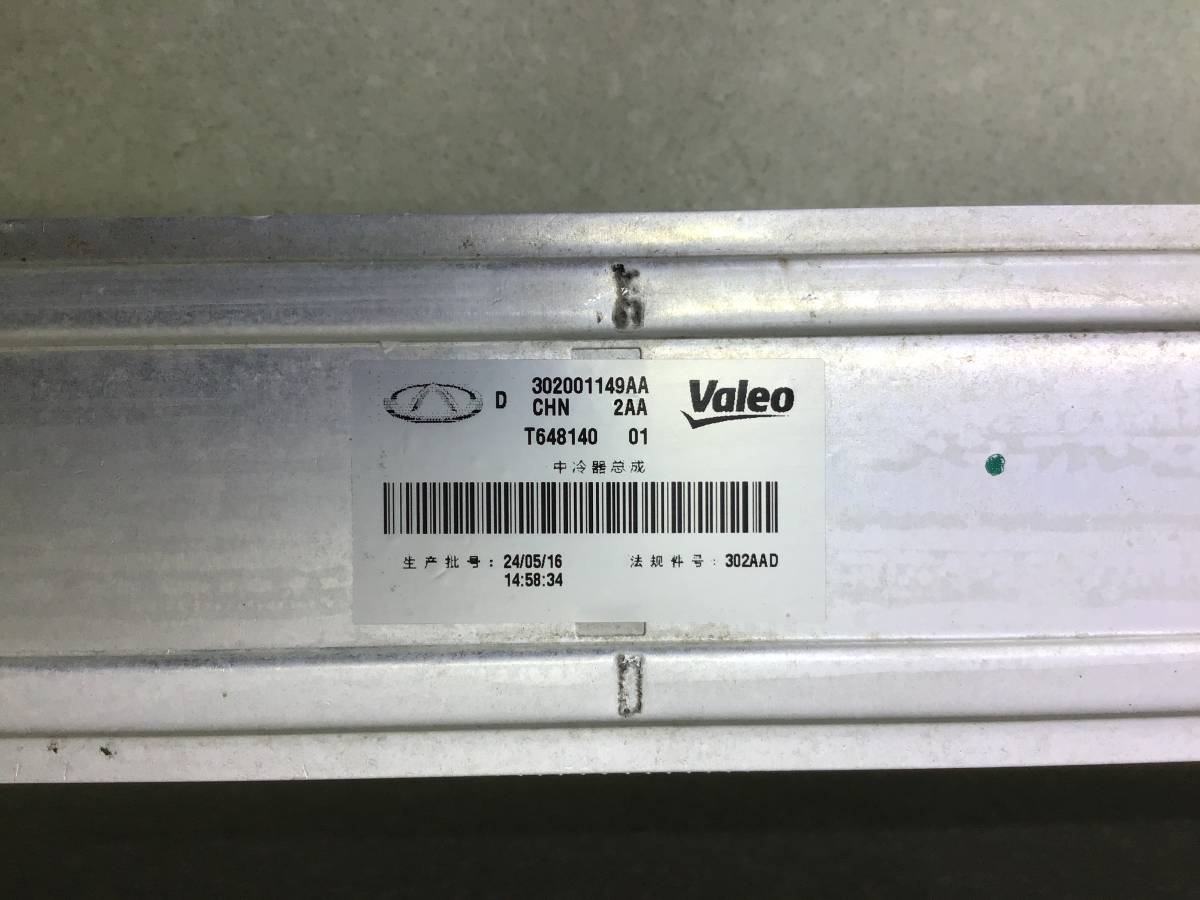 D 302001149AA
CHN 2AA
T648140 01
Valeo
中冷器总成
生产批号: 24/05/16
14:58:34
法规件号: 302AAD